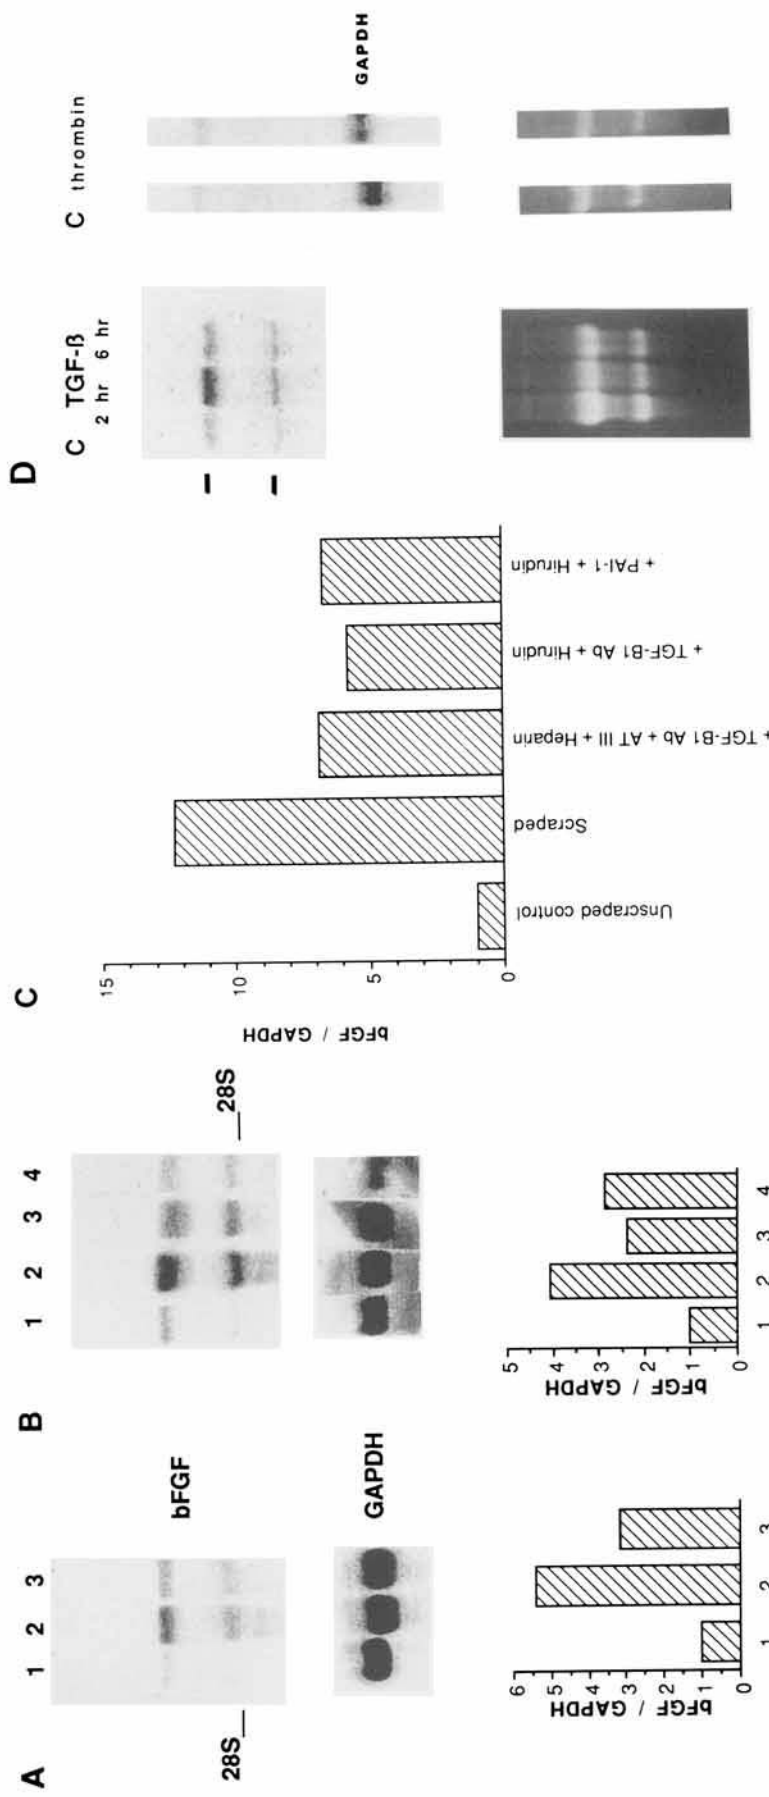 A
1 2 3
28S
bFGF
GAPDH
bFGF / GAPDH
6
5
4
3
2
1
0
1 2 3
B
1 2 3 4
28S
bFGF / GAPDH
5
4
3
2
1
0
1 2 3 4
C
bFGF / GAPDH
15
10
5
0
Unscraped control
Scraped
+ TGF-B1 Ab + AT III + Heparin
+ TGF-B1 Ab + Hirudin
+ PAI-1 + Hirudin
D
C TGF-ß
2 hr 6 hr
C thrombin
GAPDH